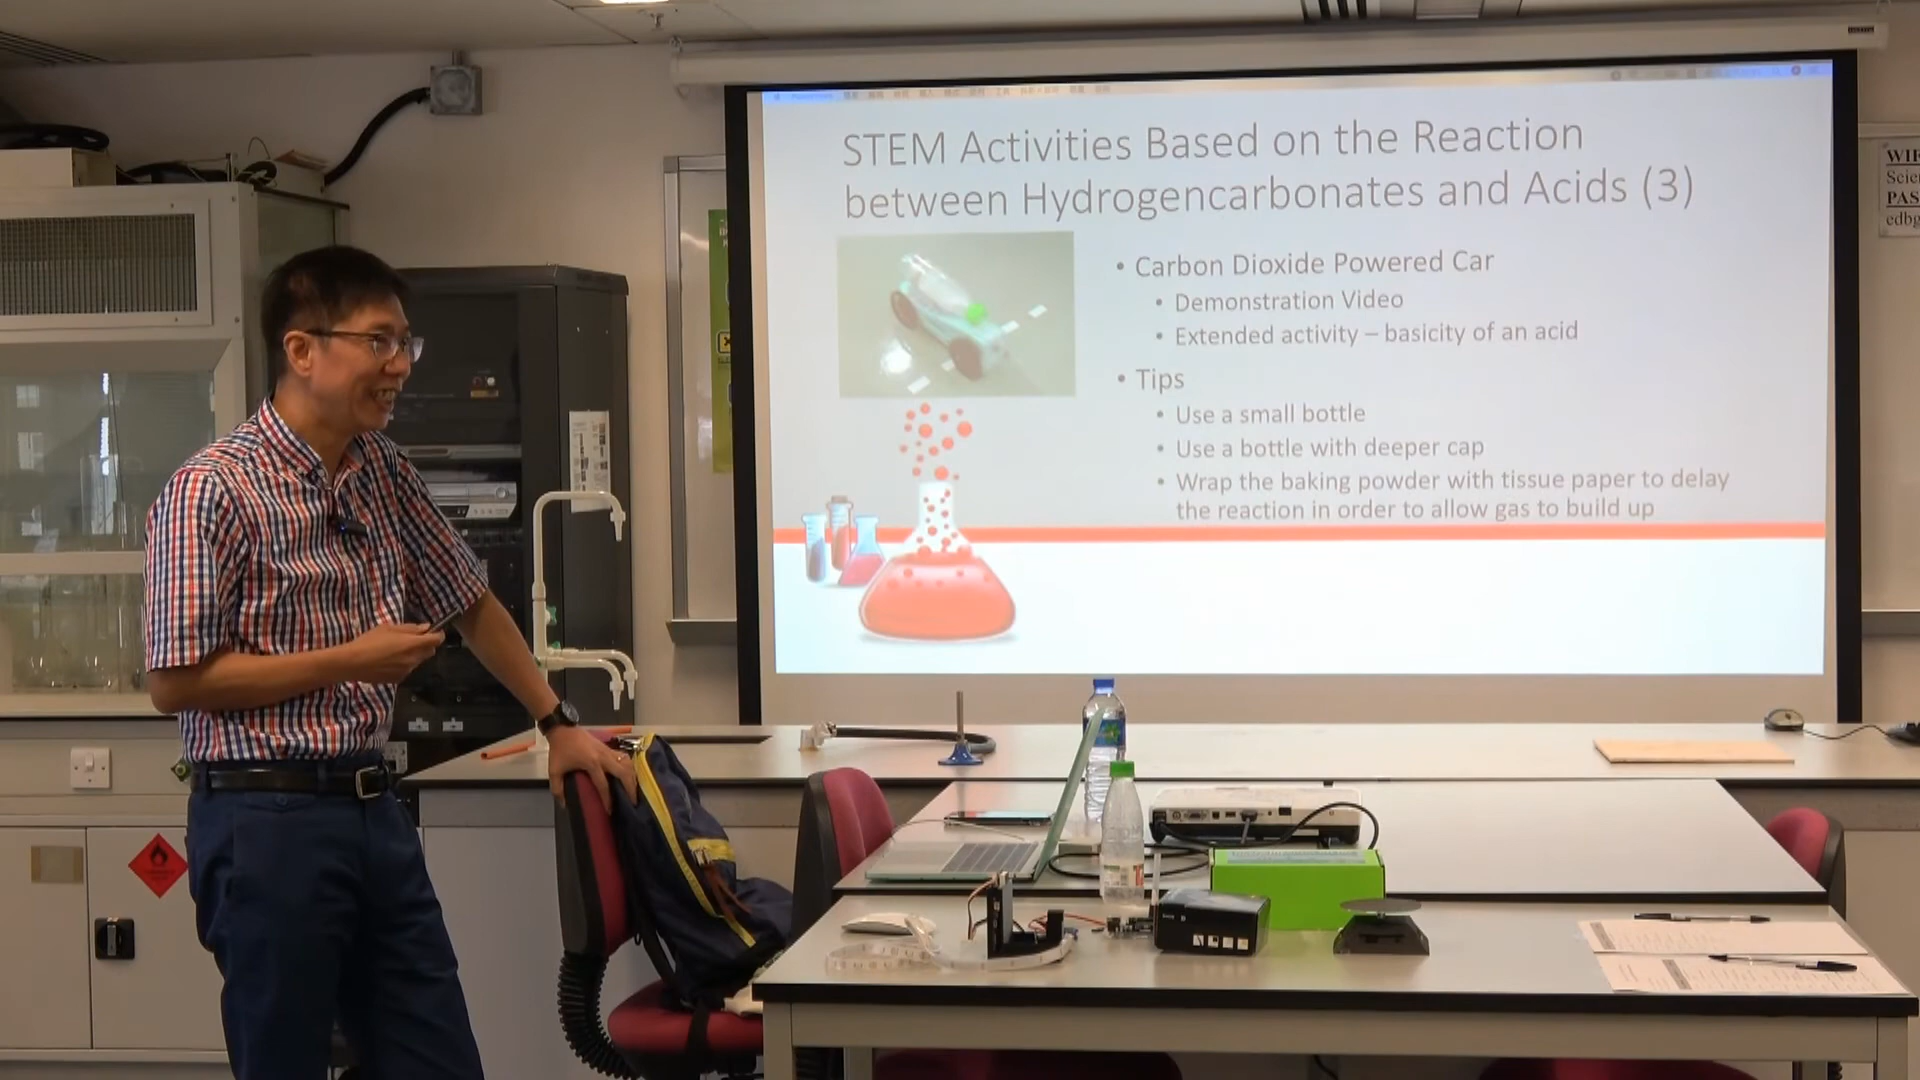 STEM Activities Based on the Reaction
between Hydrogencarbonates and Acids (3)
• Carbon Dioxide Powered Car
• Demonstration Video
• Extended activity – basicity of an acid
• Tips
• Use a small bottle
• Use a bottle with deeper cap
• Wrap the baking powder with tissue paper to delay
the reaction in order to allow gas to build up
PAS
edbg